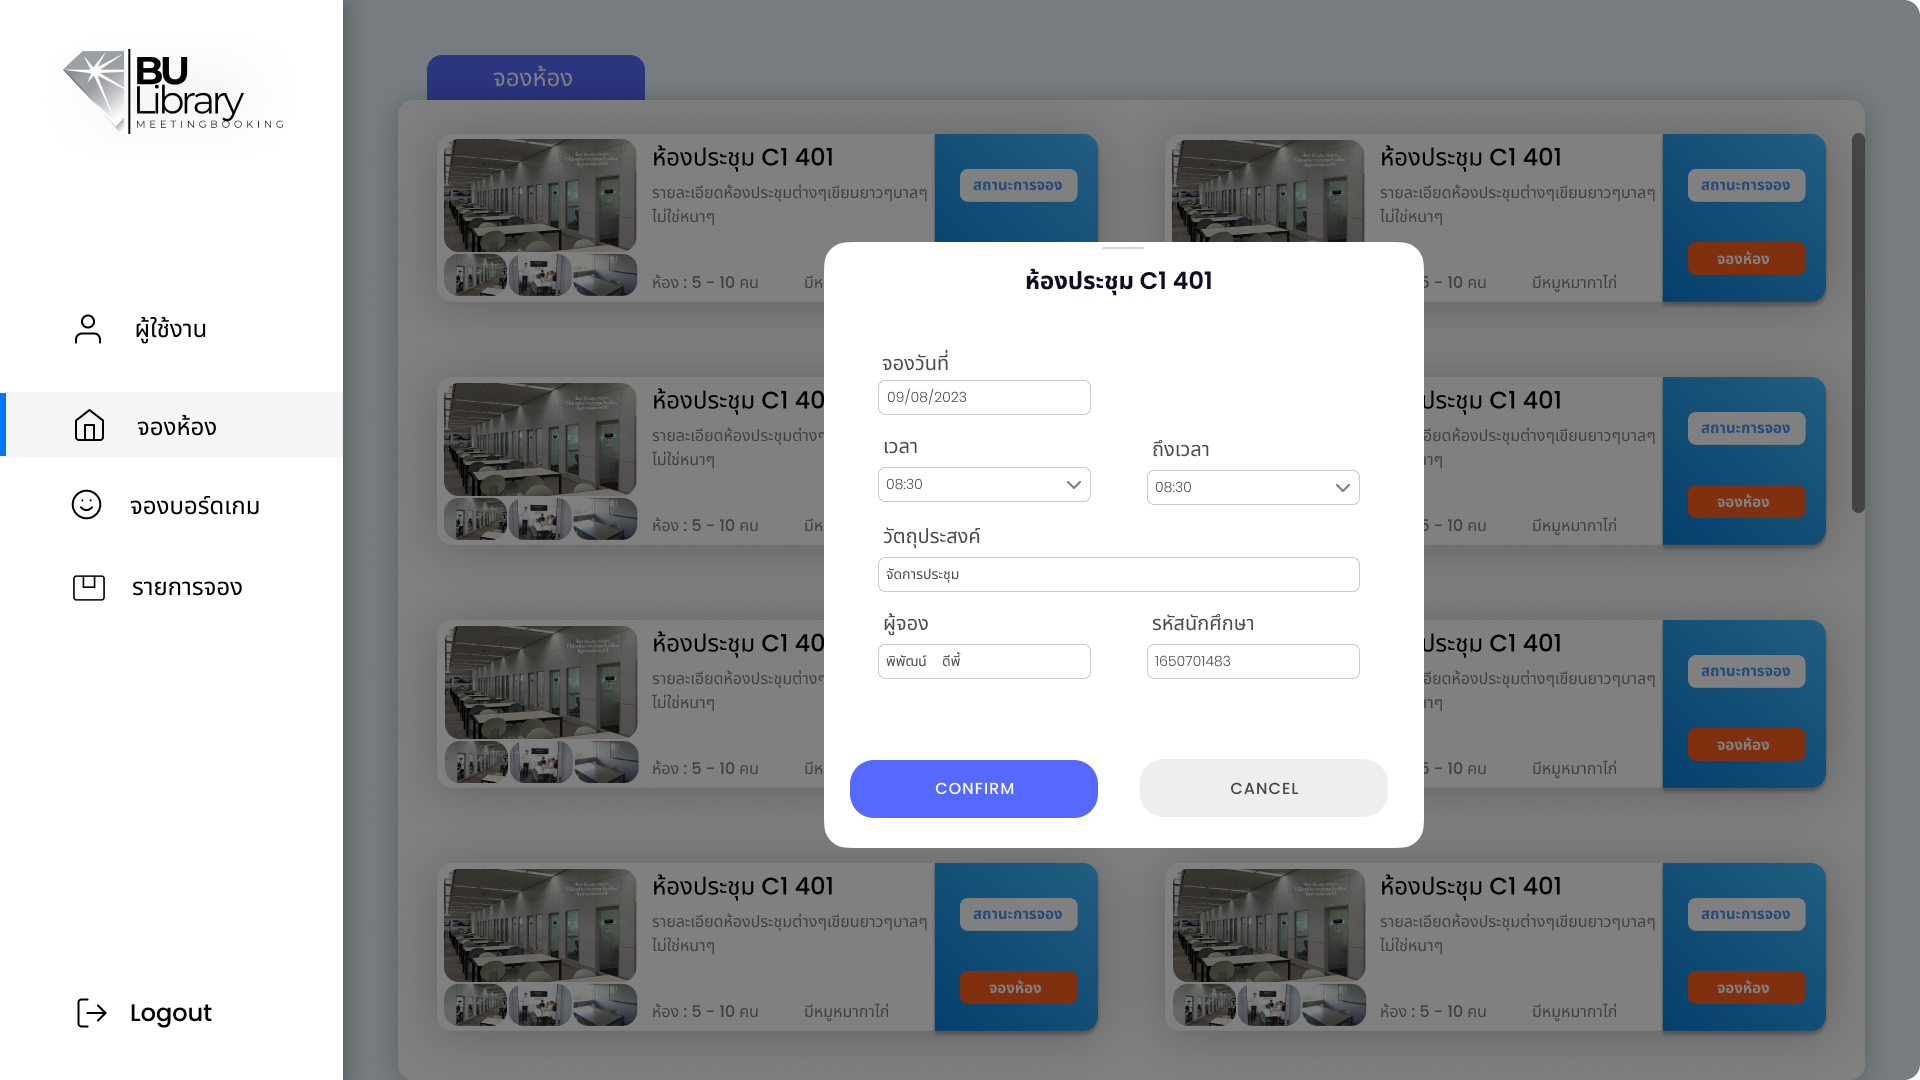 BU
Library
MEETINGBOOKING
ผู้ใช้งาน
จองห้อง
จองบอร์ดเกม
รายการจอง
Logout
จองห้อง
ห้องประชุม C1 401
รายละเอียดห้องประชุมต่างๆเขียนยาวๆบาลๆ
ไม่ใช่หนาๆ
ห้อง : 5 - 10 คน
มีห
สถานะการจอง
ห้องประชุม C1 401
รายละเอียดห้องประชุมต่างๆเขียนยาวๆบาลๆ
ไม่ใช่หนาๆ
5 - 10 คน
มีหมูหมากาไก่
สถานะการจอง
จองห้อง
ห้องประชุม C1 40
รายละเอียดห้องประชุมต่างๆ
ไม่ใช่หนาๆ
ห้อง : 5 - 10 คน
มีห
ประชุม C1 401
เอียดห้องประชุมต่างๆเขียนยาวๆบาลๆ
นาๆ
5 - 10 คน
มีหมูหมากาไก่
สถานะการจอง
จองห้อง
ห้องประชุม C1 40
รายละเอียดห้องประชุมต่างๆ
ไม่ใช่หนาๆ
ห้อง : 5 - 10 คน
มีห
ประชุม C1 401
เอียดห้องประชุมต่างๆเขียนยาวๆบาลๆ
นาๆ
5 - 10 คน
มีหมูหมากาไก่
สถานะการจอง
จองห้อง
ห้องประชุม C1 401
รายละเอียดห้องประชุมต่างๆเขียนยาวๆบาลๆ
ไม่ใช่หนาๆ
ห้อง : 5 - 10 คน
มีหมูหมากาไก่
สถานะการจอง
จองห้อง
ห้องประชุม C1 401
รายละเอียดห้องประชุมต่างๆเขียนยาวๆบาลๆ
ไม่ใช่หนาๆ
ห้อง : 5 - 10 คน
มีหมูหมากาไก่
สถานะการจอง
จองห้อง
ห้องประชุม C1 401
จองวันที่
09/08/2023
เวลา
08:30
ถึงเวลา
08:30
วัตถุประสงค์
จัดการประชุม
ผู้จอง
พิพัฒน์ ดีพี้
รหัสนักศึกษา
1650701483
CONFIRM
CANCEL